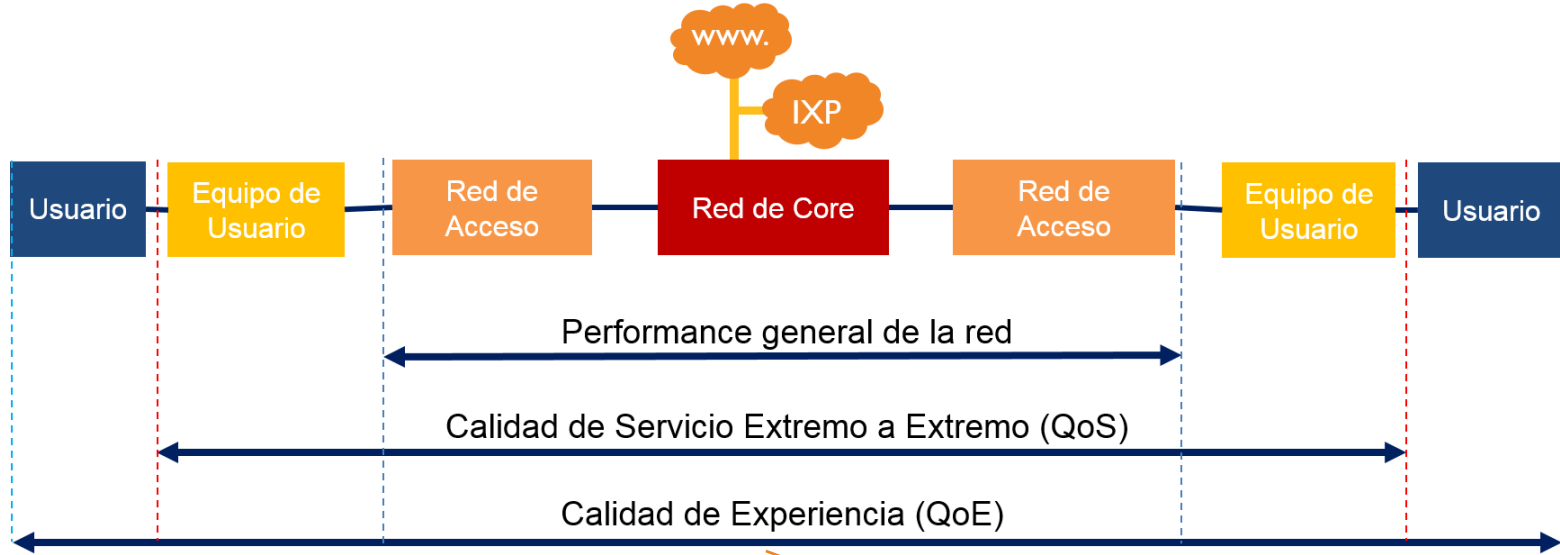 www.
IXP
Usuario
Equipo de
Usuario
Red de
Acceso
Red de Core
Red de
Acceso
Equipo de
Usuario
Usuario
Performance general de la red
Calidad de Servicio Extremo a Extremo (QoS)
Calidad de Experiencia (QoE)